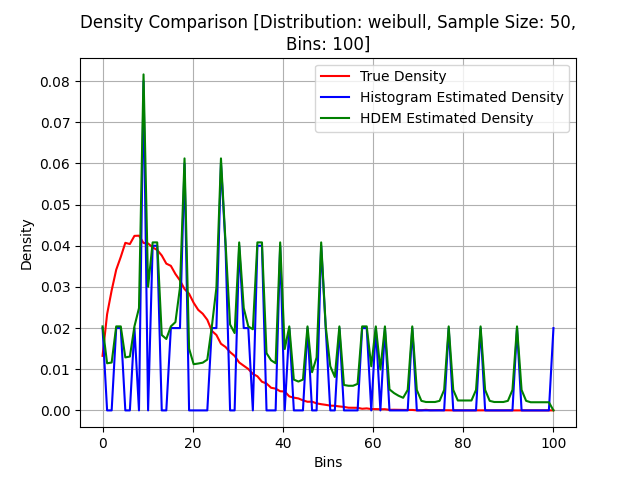 Density Comparison [Distribution: weibull, Sample Size: 50,
Bins: 100]
True Density
Histogram Estimated Density
HDEM Estimated Density
Density
0.08
0.07
0.06
0.05
0.04
0.03
0.02
0.01
0.00
0 20 40 60 80 100
Bins